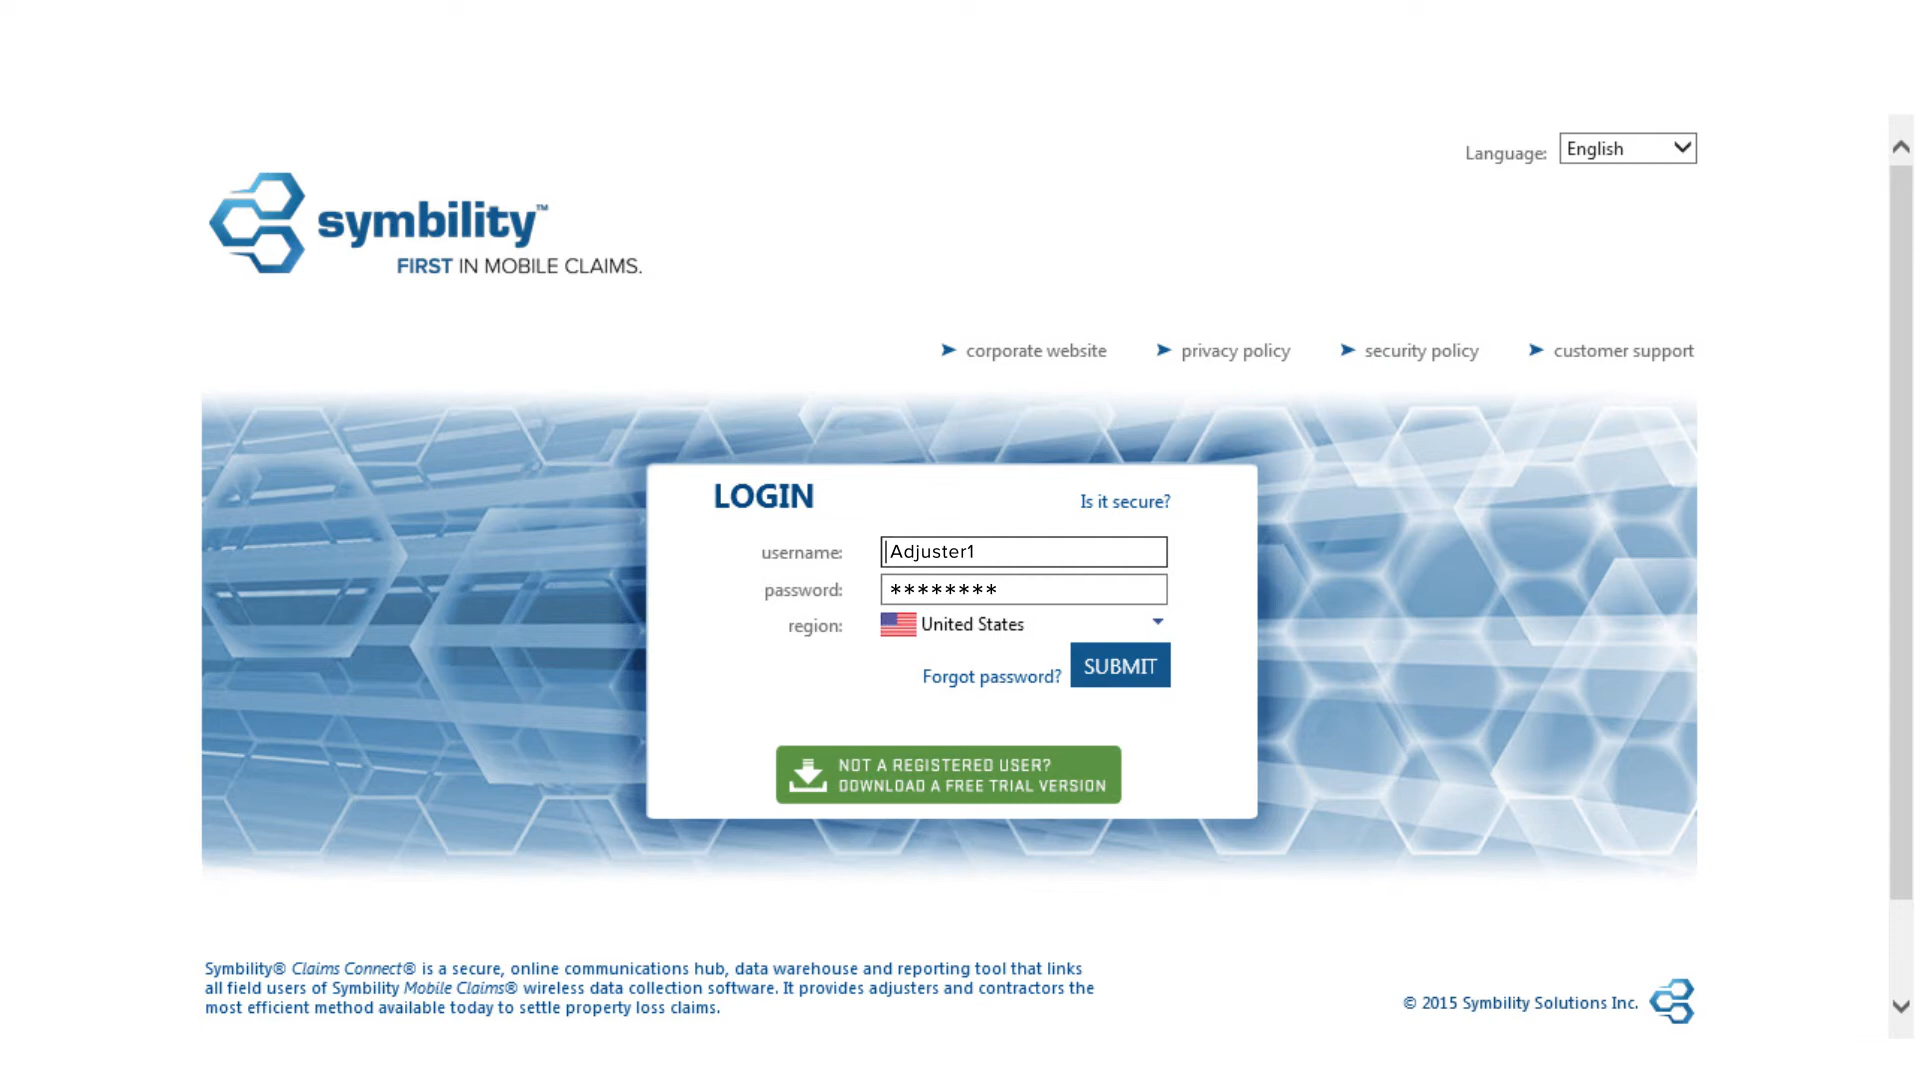 Language: English
symbility™
FIRST IN MOBILE CLAIMS.
corporate website privacy policy security policy customer support
LOGIN Is it secure?
username: Adjuster1
password: ********
region: United States
Forgot password? SUBMIT
NOT A REGISTERED USER?
DOWNLOAD A FREE TRIAL VERSION
Symbility® Claims Connect® is a secure, online communications hub, data warehouse and reporting tool that links
all field users of Symbility Mobile Claims® wireless data collection software. It provides adjusters and contractors the
most efficient method available today to settle property loss claims.
© 2015 Symbility Solutions Inc.